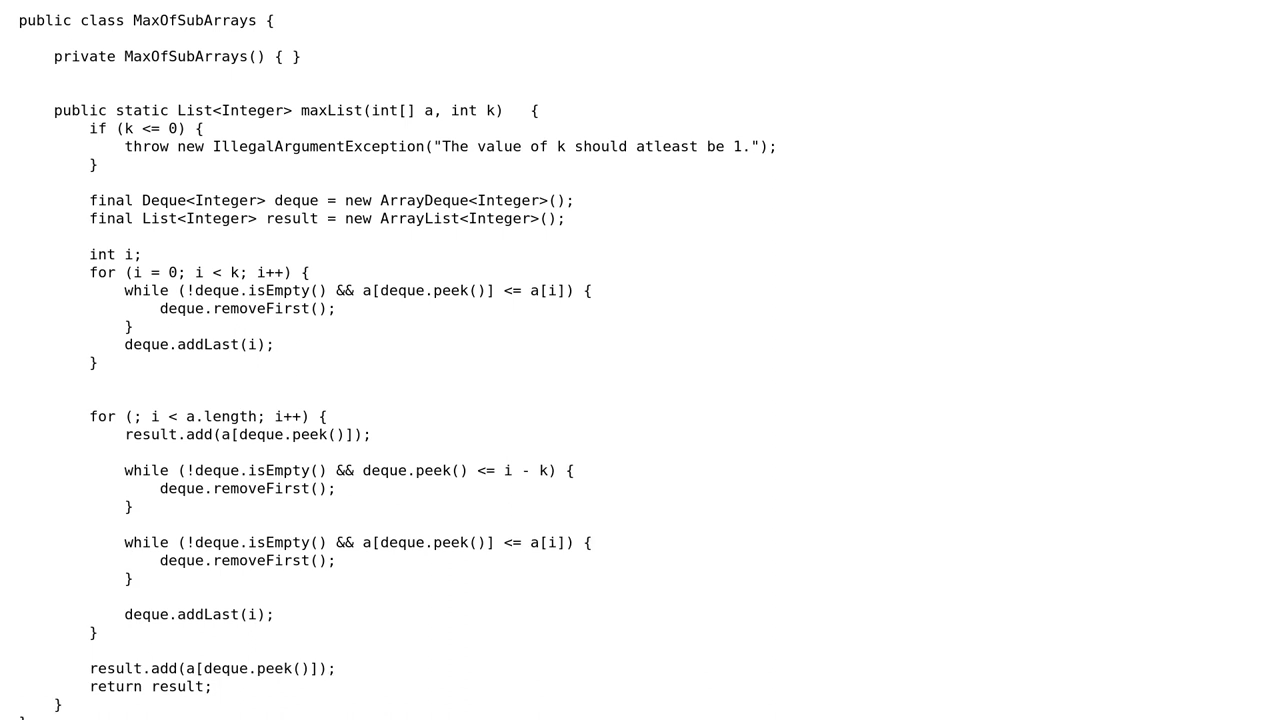 public class MaxOfSubArrays {
private MaxOfSubArrays() { }
public static List<Integer> maxList(int[] a, int k)   {
if (k <= 0) {
throw new IllegalArgumentException("The value of k should atleast be 1.");
}
final Deque<Integer> deque = new ArrayDeque<Integer>();
final List<Integer> result = new ArrayList<Integer>();
int i;
for (i = 0; i < k; i++) {
while (!deque.isEmpty() && a[deque.peek()] <= a[i]) {
deque.removeFirst();
}
deque.addLast(i);
}
for (; i < a.length; i++) {
result.add(a[deque.peek()]);
while (!deque.isEmpty() && deque.peek() <= i - k) {
deque.removeFirst();
}
while (!deque.isEmpty() && a[deque.peek()] <= a[i]) {
deque.removeFirst();
}
deque.addLast(i);
}
result.add(a[deque.peek()]);
return result;
}
}